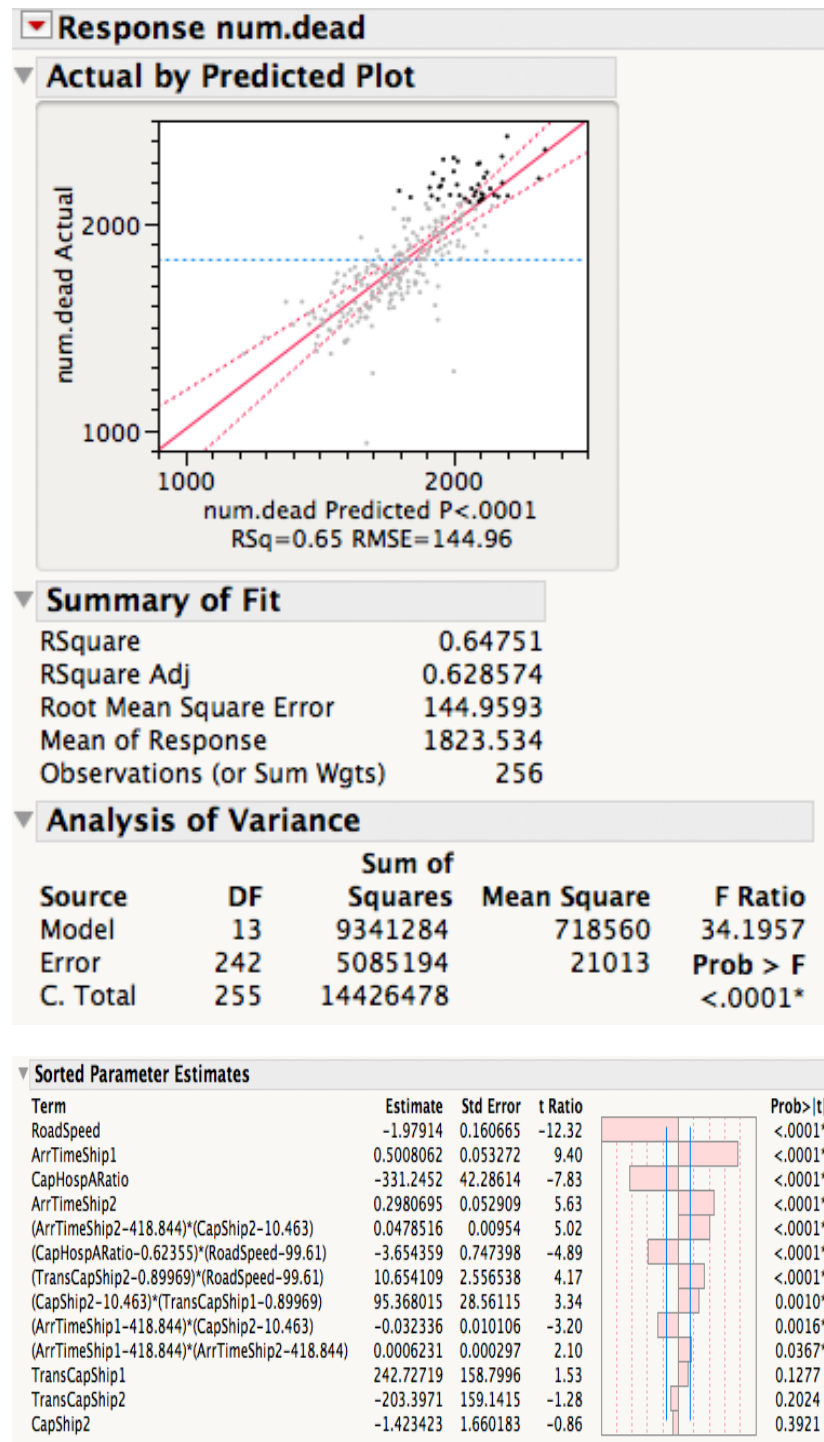 Response num.dead
Actual by Predicted Plot
num.dead Actual
2000
1000
1000 2000
num.dead Predicted P<.0001
RSq=0.65 RMSE=144.96
Summary of Fit
RSquare 0.64751
RSquare Adj 0.628574
Root Mean Square Error 144.9593
Mean of Response 1823.534
Observations (or Sum Wgts) 256
Analysis of Variance
Sum of
Source DF Squares Mean Square F Ratio
Model 13 9341284 718560 34.1957
Error 242 5085194 21013 Prob > F
C. Total 255 14426478 <.0001*
Sorted Parameter Estimates
Term Estimate Std Error t Ratio Prob>|t|
RoadSpeed -1.97914 0.160665 -12.32 <.0001*
ArrTimeShip1 0.5008062 0.053272 9.40 <.0001*
CapHospARatio -331.2452 42.28614 -7.83 <.0001*
ArrTimeShip2 0.2980695 0.052909 5.63 <.0001*
(ArrTimeShip2-418.844)*(CapShip2-10.463) 0.0478516 0.00954 5.02 <.0001*
(CapHospARatio-0.62355)*(RoadSpeed-99.61) -3.654359 0.747398 -4.89 <.0001*
(TransCapShip2-0.89969)*(RoadSpeed-99.61) 10.654109 2.556538 4.17 <.0001*
(CapShip2-10.463)*(TransCapShip1-0.89969) 95.368015 28.56115 3.34 0.0010*
(ArrTimeShip1-418.844)*(CapShip2-10.463) -0.032336 0.010106 -3.20 0.0016*
(ArrTimeShip1-418.844)*(ArrTimeShip2-418.844) 0.0006231 0.000297 2.10 0.0367*
TransCapShip1 242.72719 158.7996 1.53 0.1277
TransCapShip2 -203.3971 159.1415 -1.28 0.2024
CapShip2 -1.423423 1.660183 -0.86 0.3921